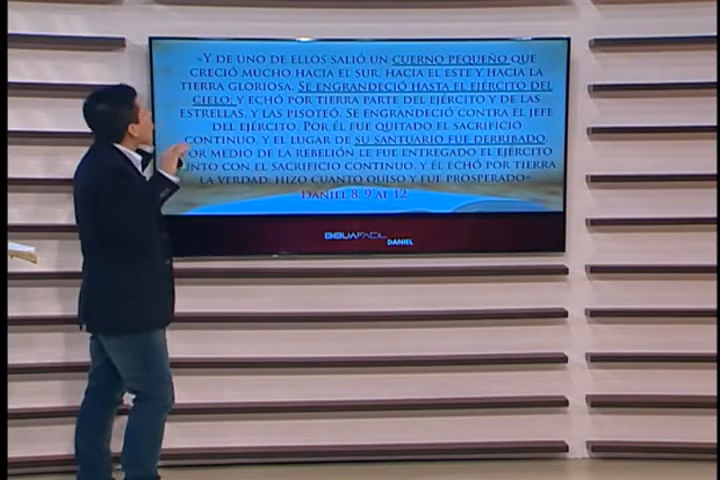 «Y DE UNO DE ELLOS SALIÓ UN CUERNO PEQUEÑO QUE
CRECIÓ MUCHO HACIA EL SUR, HACIA EL ESTE Y HACIA LA
TIERRA GLORIOSA. SE ENGRANDECIÓ HASTA EL EJÉRCITO DEL
CIELO; Y ECHÓ POR TIERRA PARTE DEL EJÉRCITO Y DE LAS
ESTRELLAS, Y LAS PISOTEÓ. SE ENGRANDECIÓ CONTRA EL JEFE
DEL EJÉRCITO. POR ÉL FUE QUITADO EL SACRIFICIO
CONTINUO, Y EL LUGAR DE SU SANTUARIO FUE DERRIBADO.
POR MEDIO DE LA REBELIÓN LE FUE ENTREGADO EL EJÉRCITO
JUNTO CON EL SACRIFICIO CONTINUO, Y ÉL ECHÓ POR TIERRA
LA VERDAD; HIZO CUANTO QUISO Y FUE PROSPERADO»
DANIEL 8, 9 AL 12
BIBLIAFACIL
DANIEL